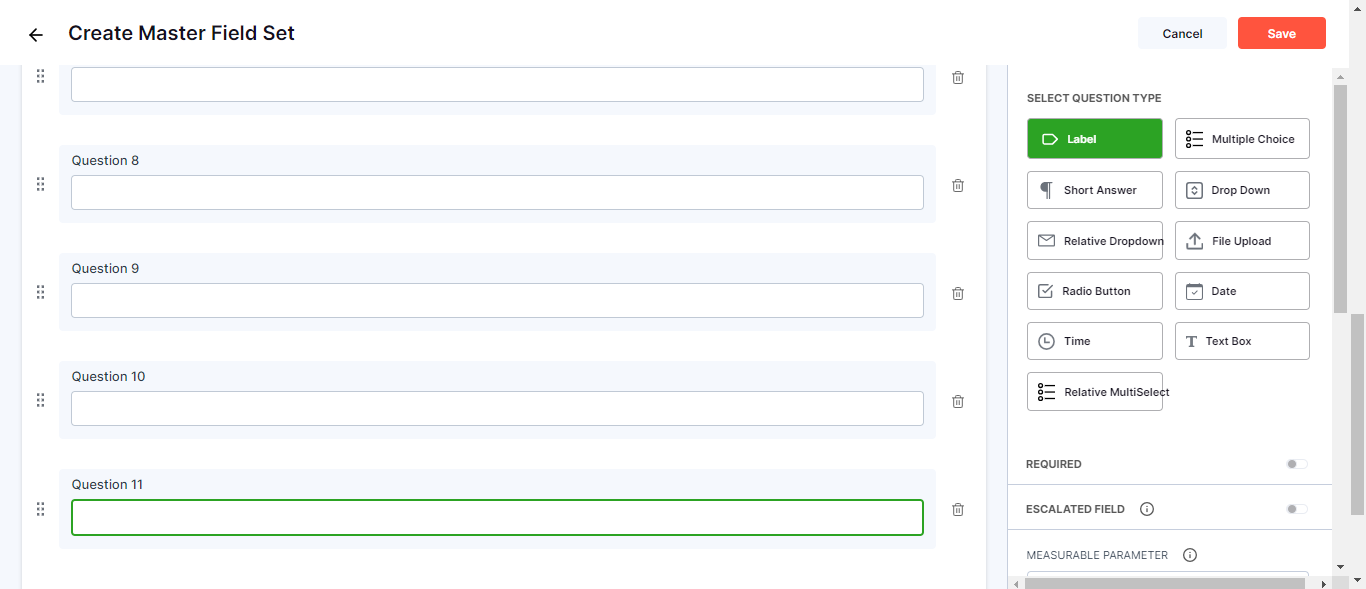 Create Master Field Set
Cancel
Save
Question 8
Question 9
Question 10
Question 11
SELECT QUESTION TYPE
Label
Multiple Choice
Short Answer
Drop Down
Relative Dropdown
File Upload
Radio Button
Date
Time
Text Box
Relative MultiSelect
REQUIRED
ESCALATED FIELD
MEASURABLE PARAMETER